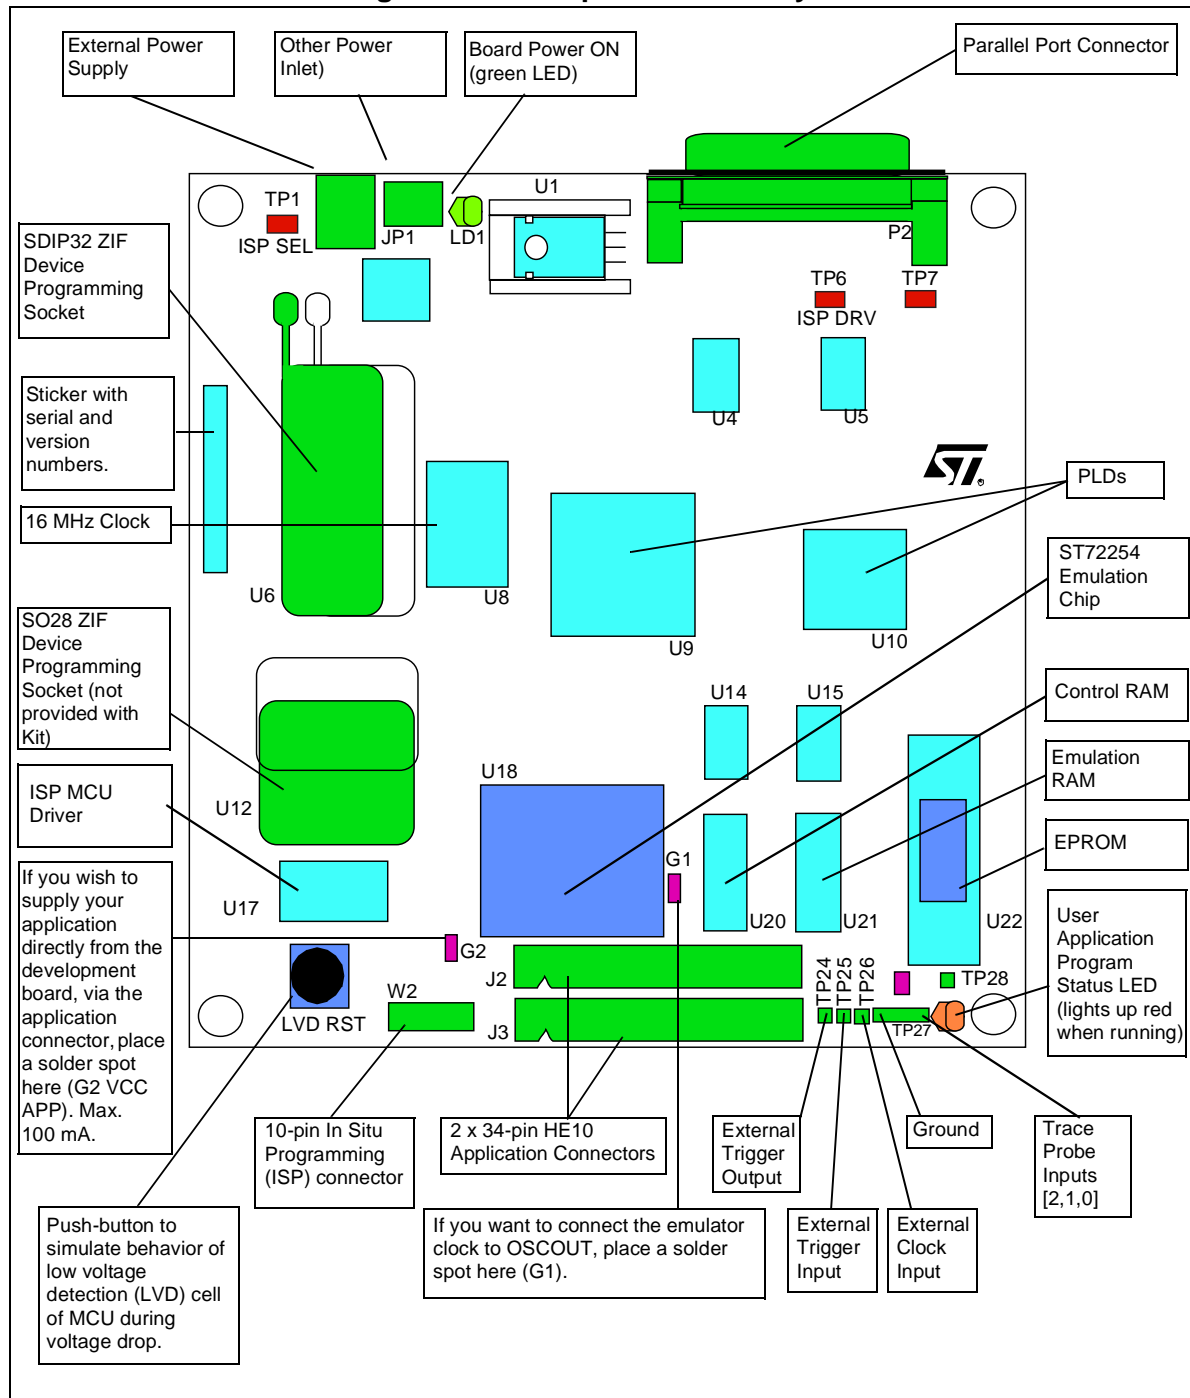 External Power
Supply
Other Power
Inlet)
Board Power ON
(green LED)
Parallel Port Connector
TP1
ISP SEL
JP1
LD1
U1
P2
TP6
ISP DRV
TP7
SDIP32 ZIF
Device
Programming
Socket
U4
U5
Sticker with
serial and
version
numbers.
ST
PLDs
16 MHz Clock
ST72254
Emulation
Chip
U6
U8
U9
U10
SO28 ZIF
Device
Programming
Socket (not
provided with
Kit)
U14
U15
Control RAM
U18
Emulation
RAM
ISP MCU
Driver
U12
EPROM
G1
If you wish to
supply your
application
directly from the
development
board, via the
application
connector, place
a solder spot
here (G2 VCC
APP). Max.
100 mA.
U17
U20
U21
U22
User
Application
Program
Status LED
(lights up red
when running)
G2
J2
TP24
TP25
TP26
TP28
W2
LVD RST
J3
TP27
10-pin In Situ
Programming
(ISP) connector
2 x 34-pin HE10
Application Connectors
External
Trigger
Output
Ground
Trace
Probe
Inputs
[2,1,0]
Push-button to
simulate behavior of
low voltage
detection (LVD) cell
of MCU during
voltage drop.
If you want to connect the emulator
clock to OSCOUT, place a solder
spot here (G1).
External
Trigger
Input
External
Clock
Input